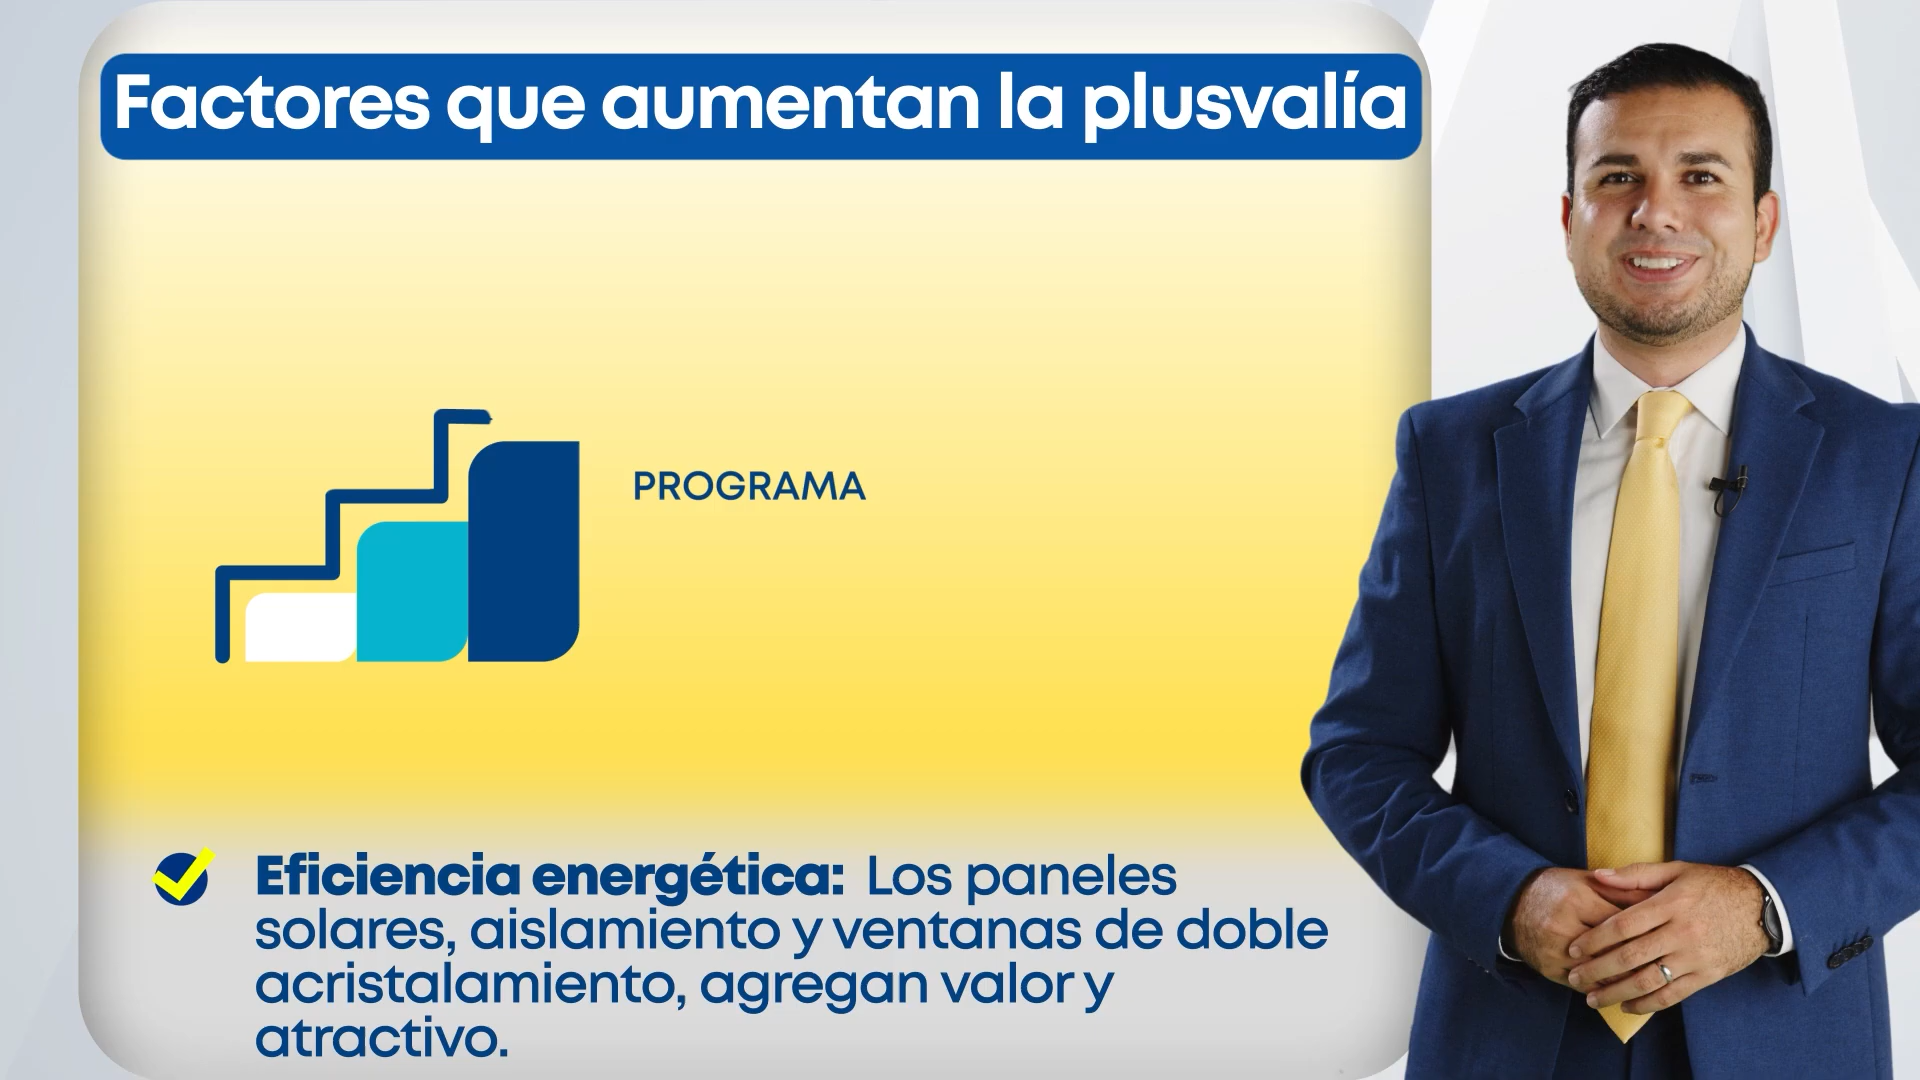 Factores que aumentan la plusvalía
PROGRAMA
Eficiencia energética: Los paneles
solares, aislamiento y ventanas de doble
acristalamiento, agregan valor y
atractivo.